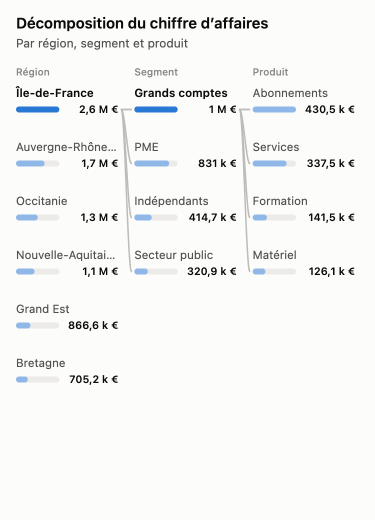 Décomposition du chiffre d’affaires
Par région, segment et produit
Région
Segment
Produit
Île-de-France
2,6 M €
Grands comptes
1 M €
Abonnements
430,5 k €
Auvergne-Rhône…
1,7 M €
PME
831 k €
Services
337,5 k €
Occitanie
1,3 M €
Indépendants
414,7 k €
Formation
141,5 k €
Nouvelle-Aquitai…
1,1 M €
Secteur public
320,9 k €
Matériel
126,1 k €
Grand Est
866,6 k €
Bretagne
705,2 k €